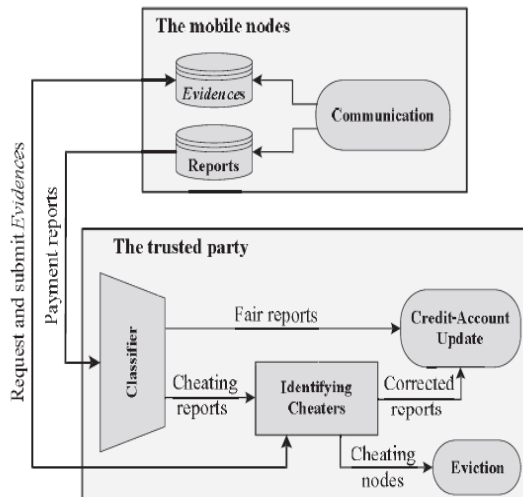 The mobile nodes
Evidences
Communication
Reports
Request and submit Evidences
Payment reports
The trusted party
Classifier
Fair reports
Credit-Account
Update
Cheating
reports
Identifying
Cheaters
Corrected
reports
Cheating
nodes
Eviction